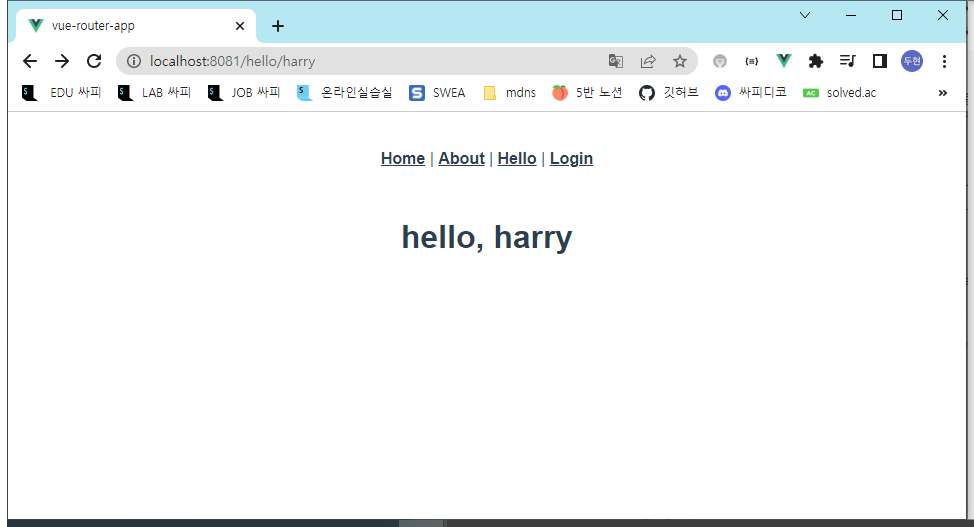 vue-router-app
localhost:8081/hello/harry
두현
EDU 싸피 LAB 싸피 JOB 싸피 온라인실습실 SWEA mdns 5반 노션 깃허브 싸피디코 AC solved.ac »
Home | About | Hello | Login
hello, harry